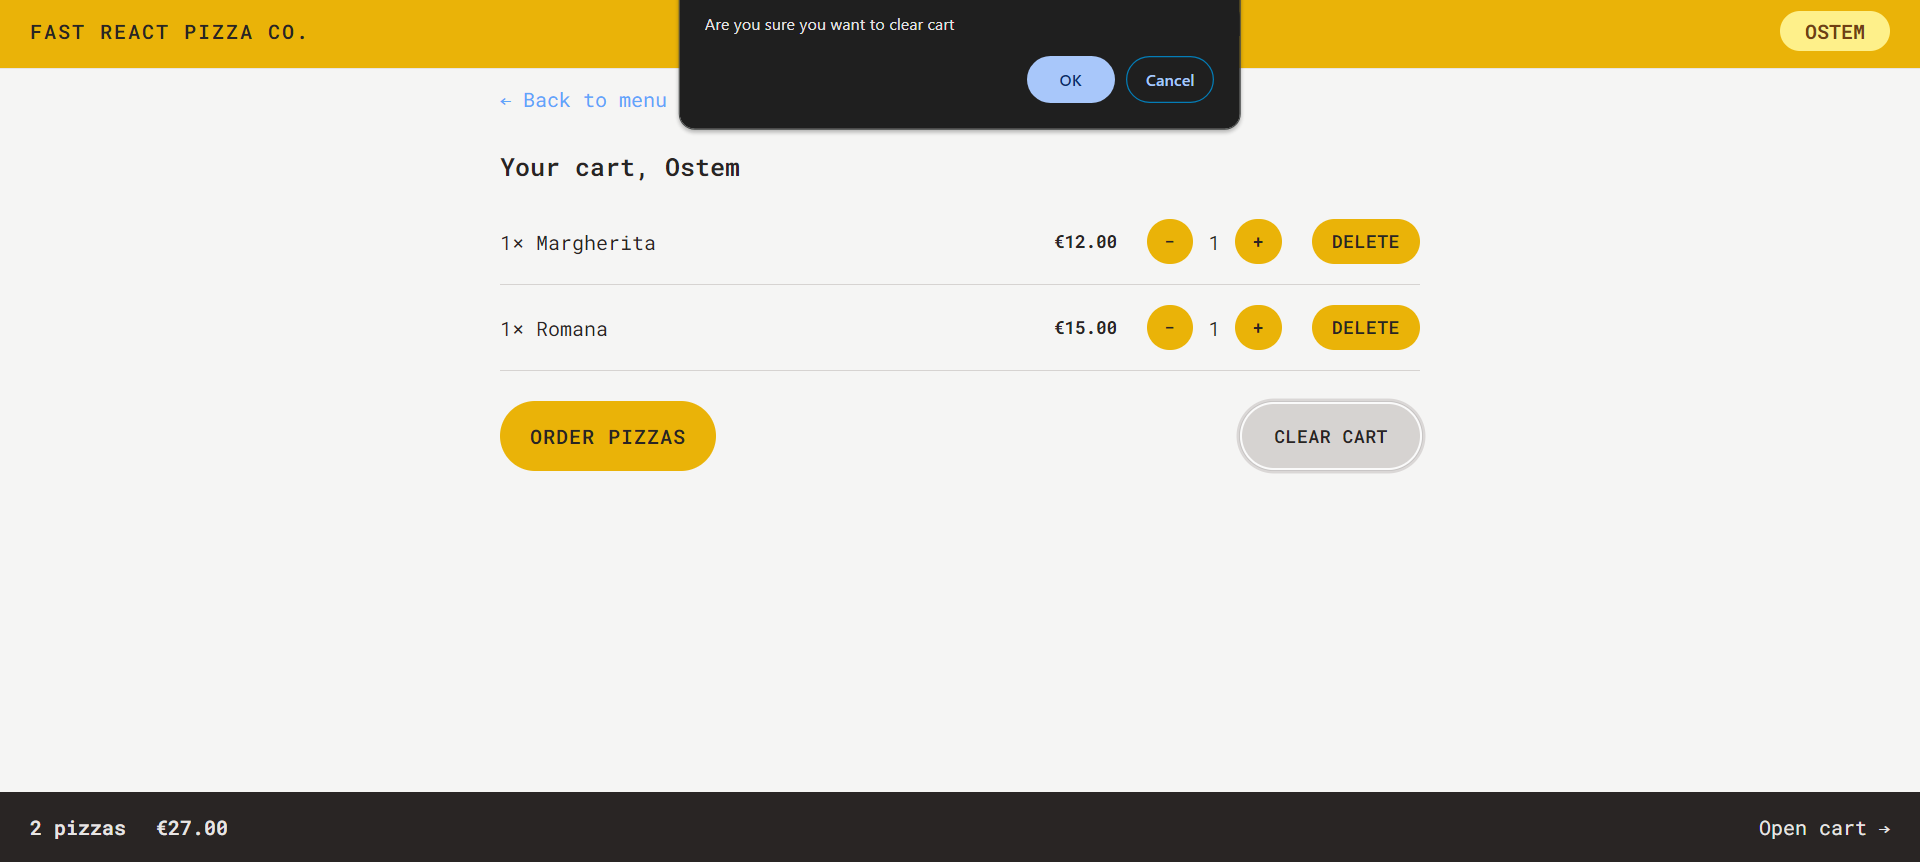 FAST REACT PIZZA CO.
OSTEM
Are you sure you want to clear cart
OK
Cancel
← Back to menu
Your cart, Ostem
1× Margherita
€12.00
-
1
+
DELETE
1× Romana
€15.00
-
1
+
DELETE
ORDER PIZZAS
CLEAR CART
2 pizzas
€27.00
Open cart →